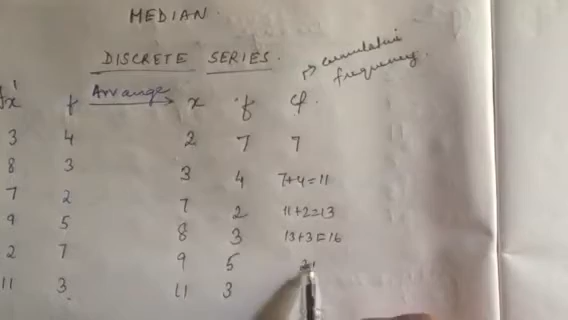 MEDIAN.
DISCRETE SERIES.
↳ cumulative frequency.
x f Arrange x f cf.
3 4 2 7 7
8 3 3 4 7+4=11
7 2 7 2 11+2=13
9 5 8 3 13+3=16
2 7 9 5 21
11 3 11 3